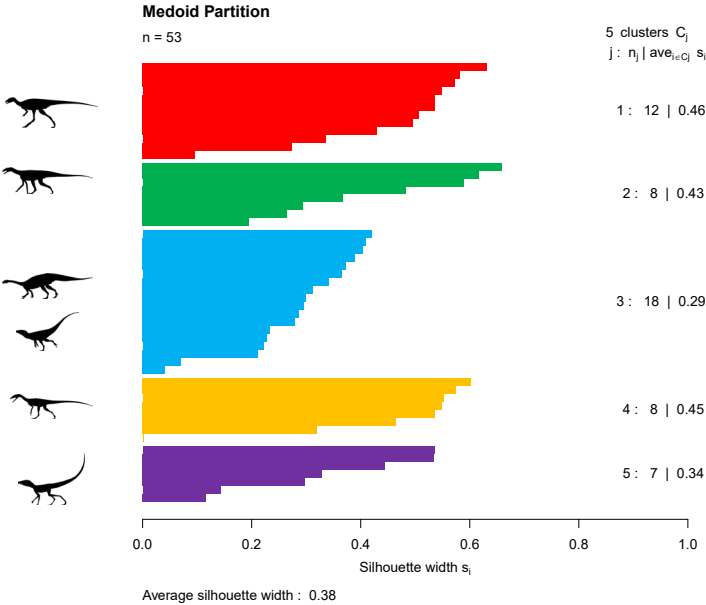 Medoid Partition
n = 53
5 clusters Cj
j : nj | avei∈Cj si
1 : 12 | 0.46
2 : 8 | 0.43
3 : 18 | 0.29
4 : 8 | 0.45
5 : 7 | 0.34
0.0 0.2 0.4 0.6 0.8 1.0
Silhouette width si
Average silhouette width : 0.38